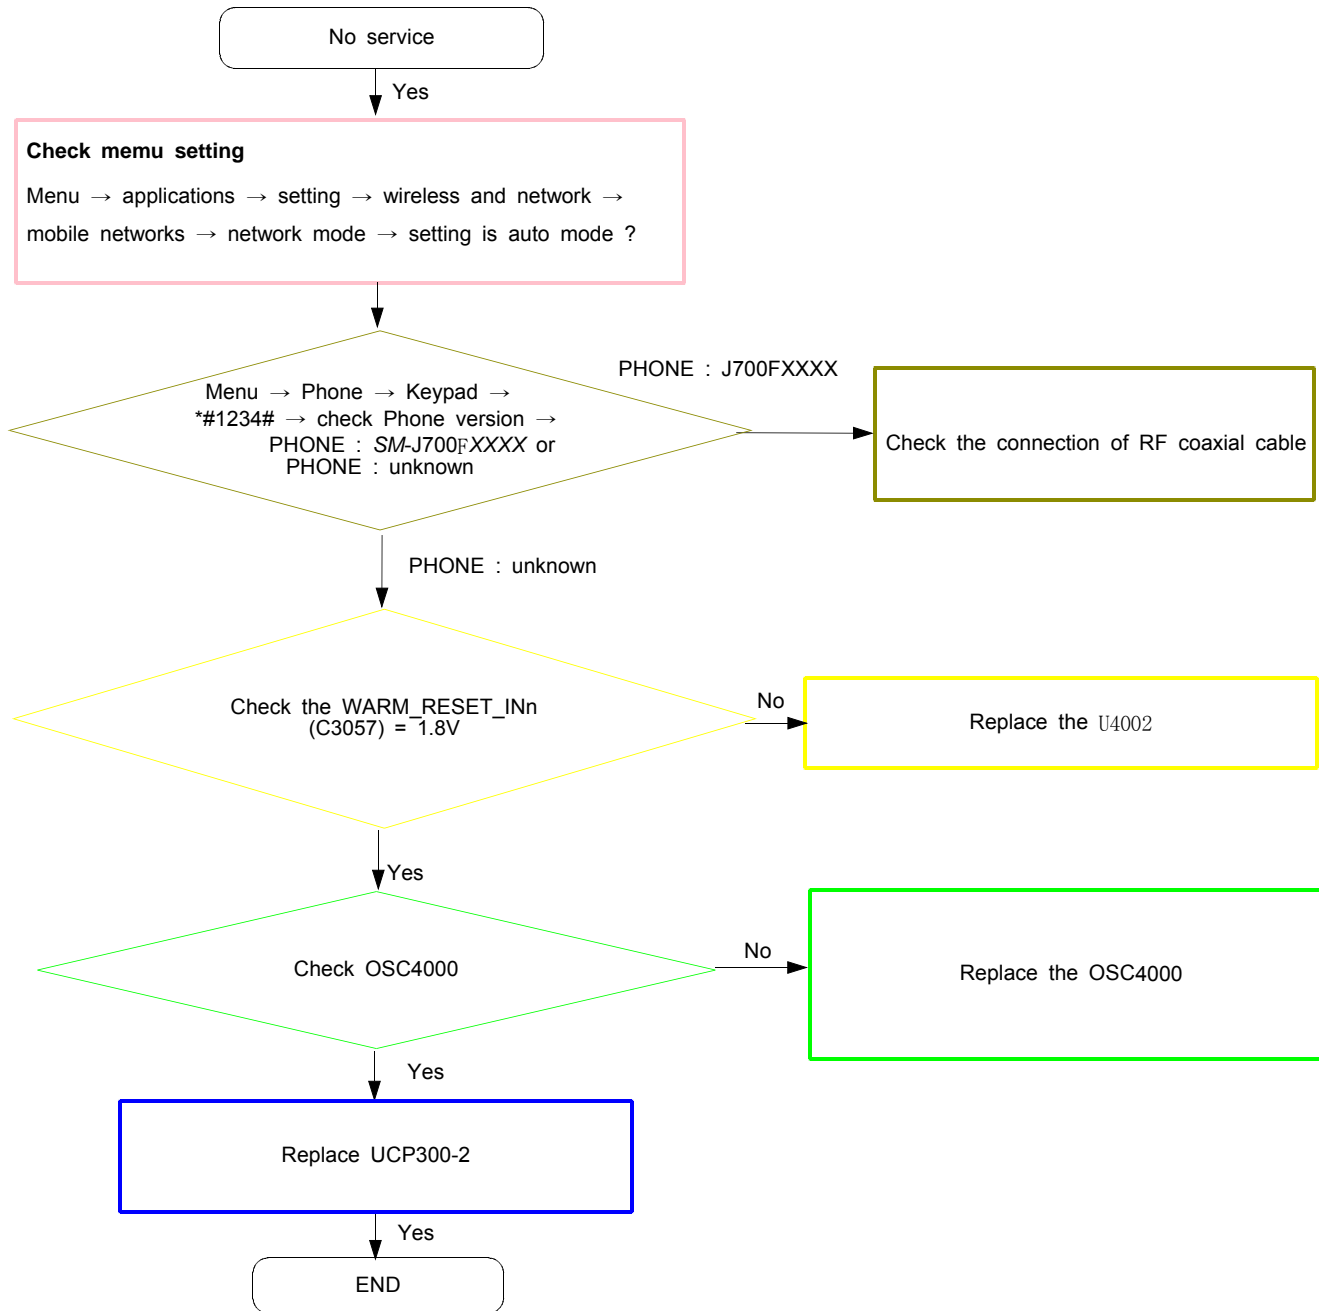 No service
Yes
Check memu setting
Menu → applications → setting → wireless and network →
mobile networks → network mode → setting is auto mode ?
PHONE : J700FXXXX
Menu → Phone → Keypad →
*#1234# → check Phone version →
PHONE : SM-J700FXXXX or
PHONE : unknown
Check the connection of RF coaxial cable
PHONE : unknown
Check the WARM_RESET_INn
(C3057) = 1.8V
No
Replace the U4002
Yes
Check OSC4000
No
Replace the OSC4000
Yes
Replace UCP300-2
Yes
END